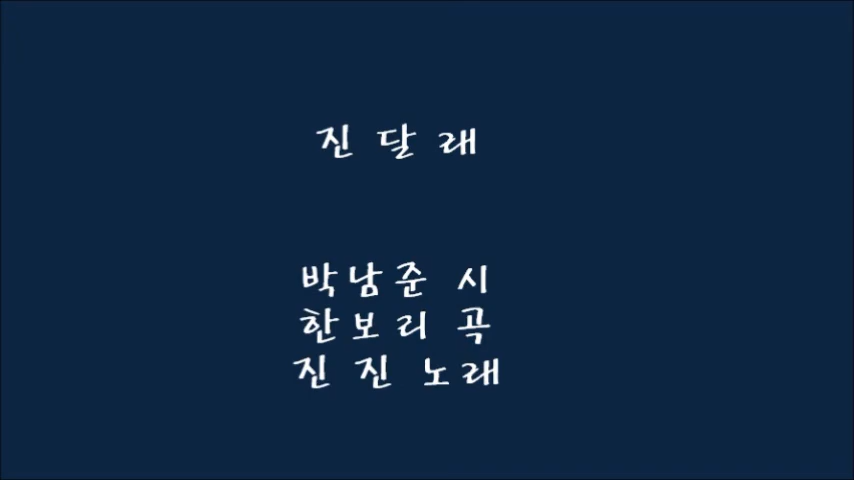 진 달 래
박남준 시
한보리 곡
진 진 노래